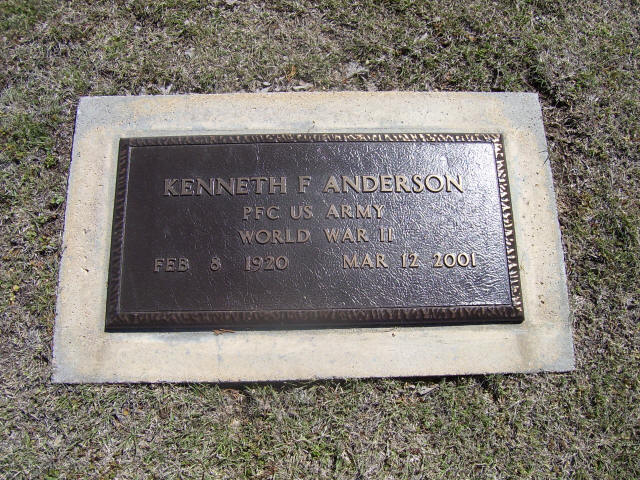 KENNETH F ANDERSON
PFC US ARMY
WORLD WAR II
FEB 8 1920 MAR 12 2001